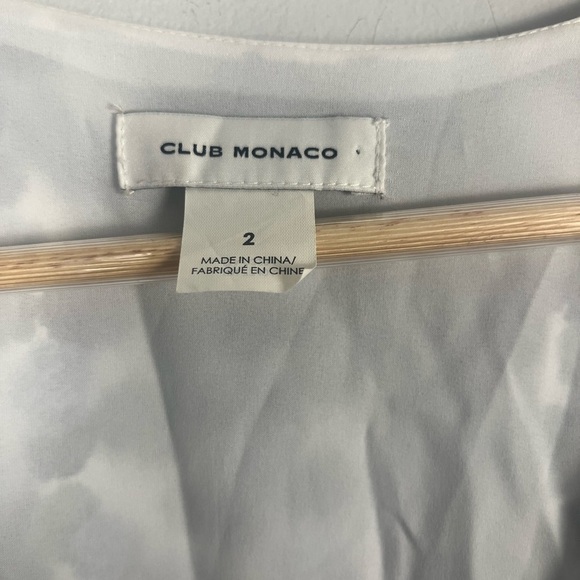 CLUB MONACO
2
MADE IN CHINA/
FABRIQUÉ EN CHINE